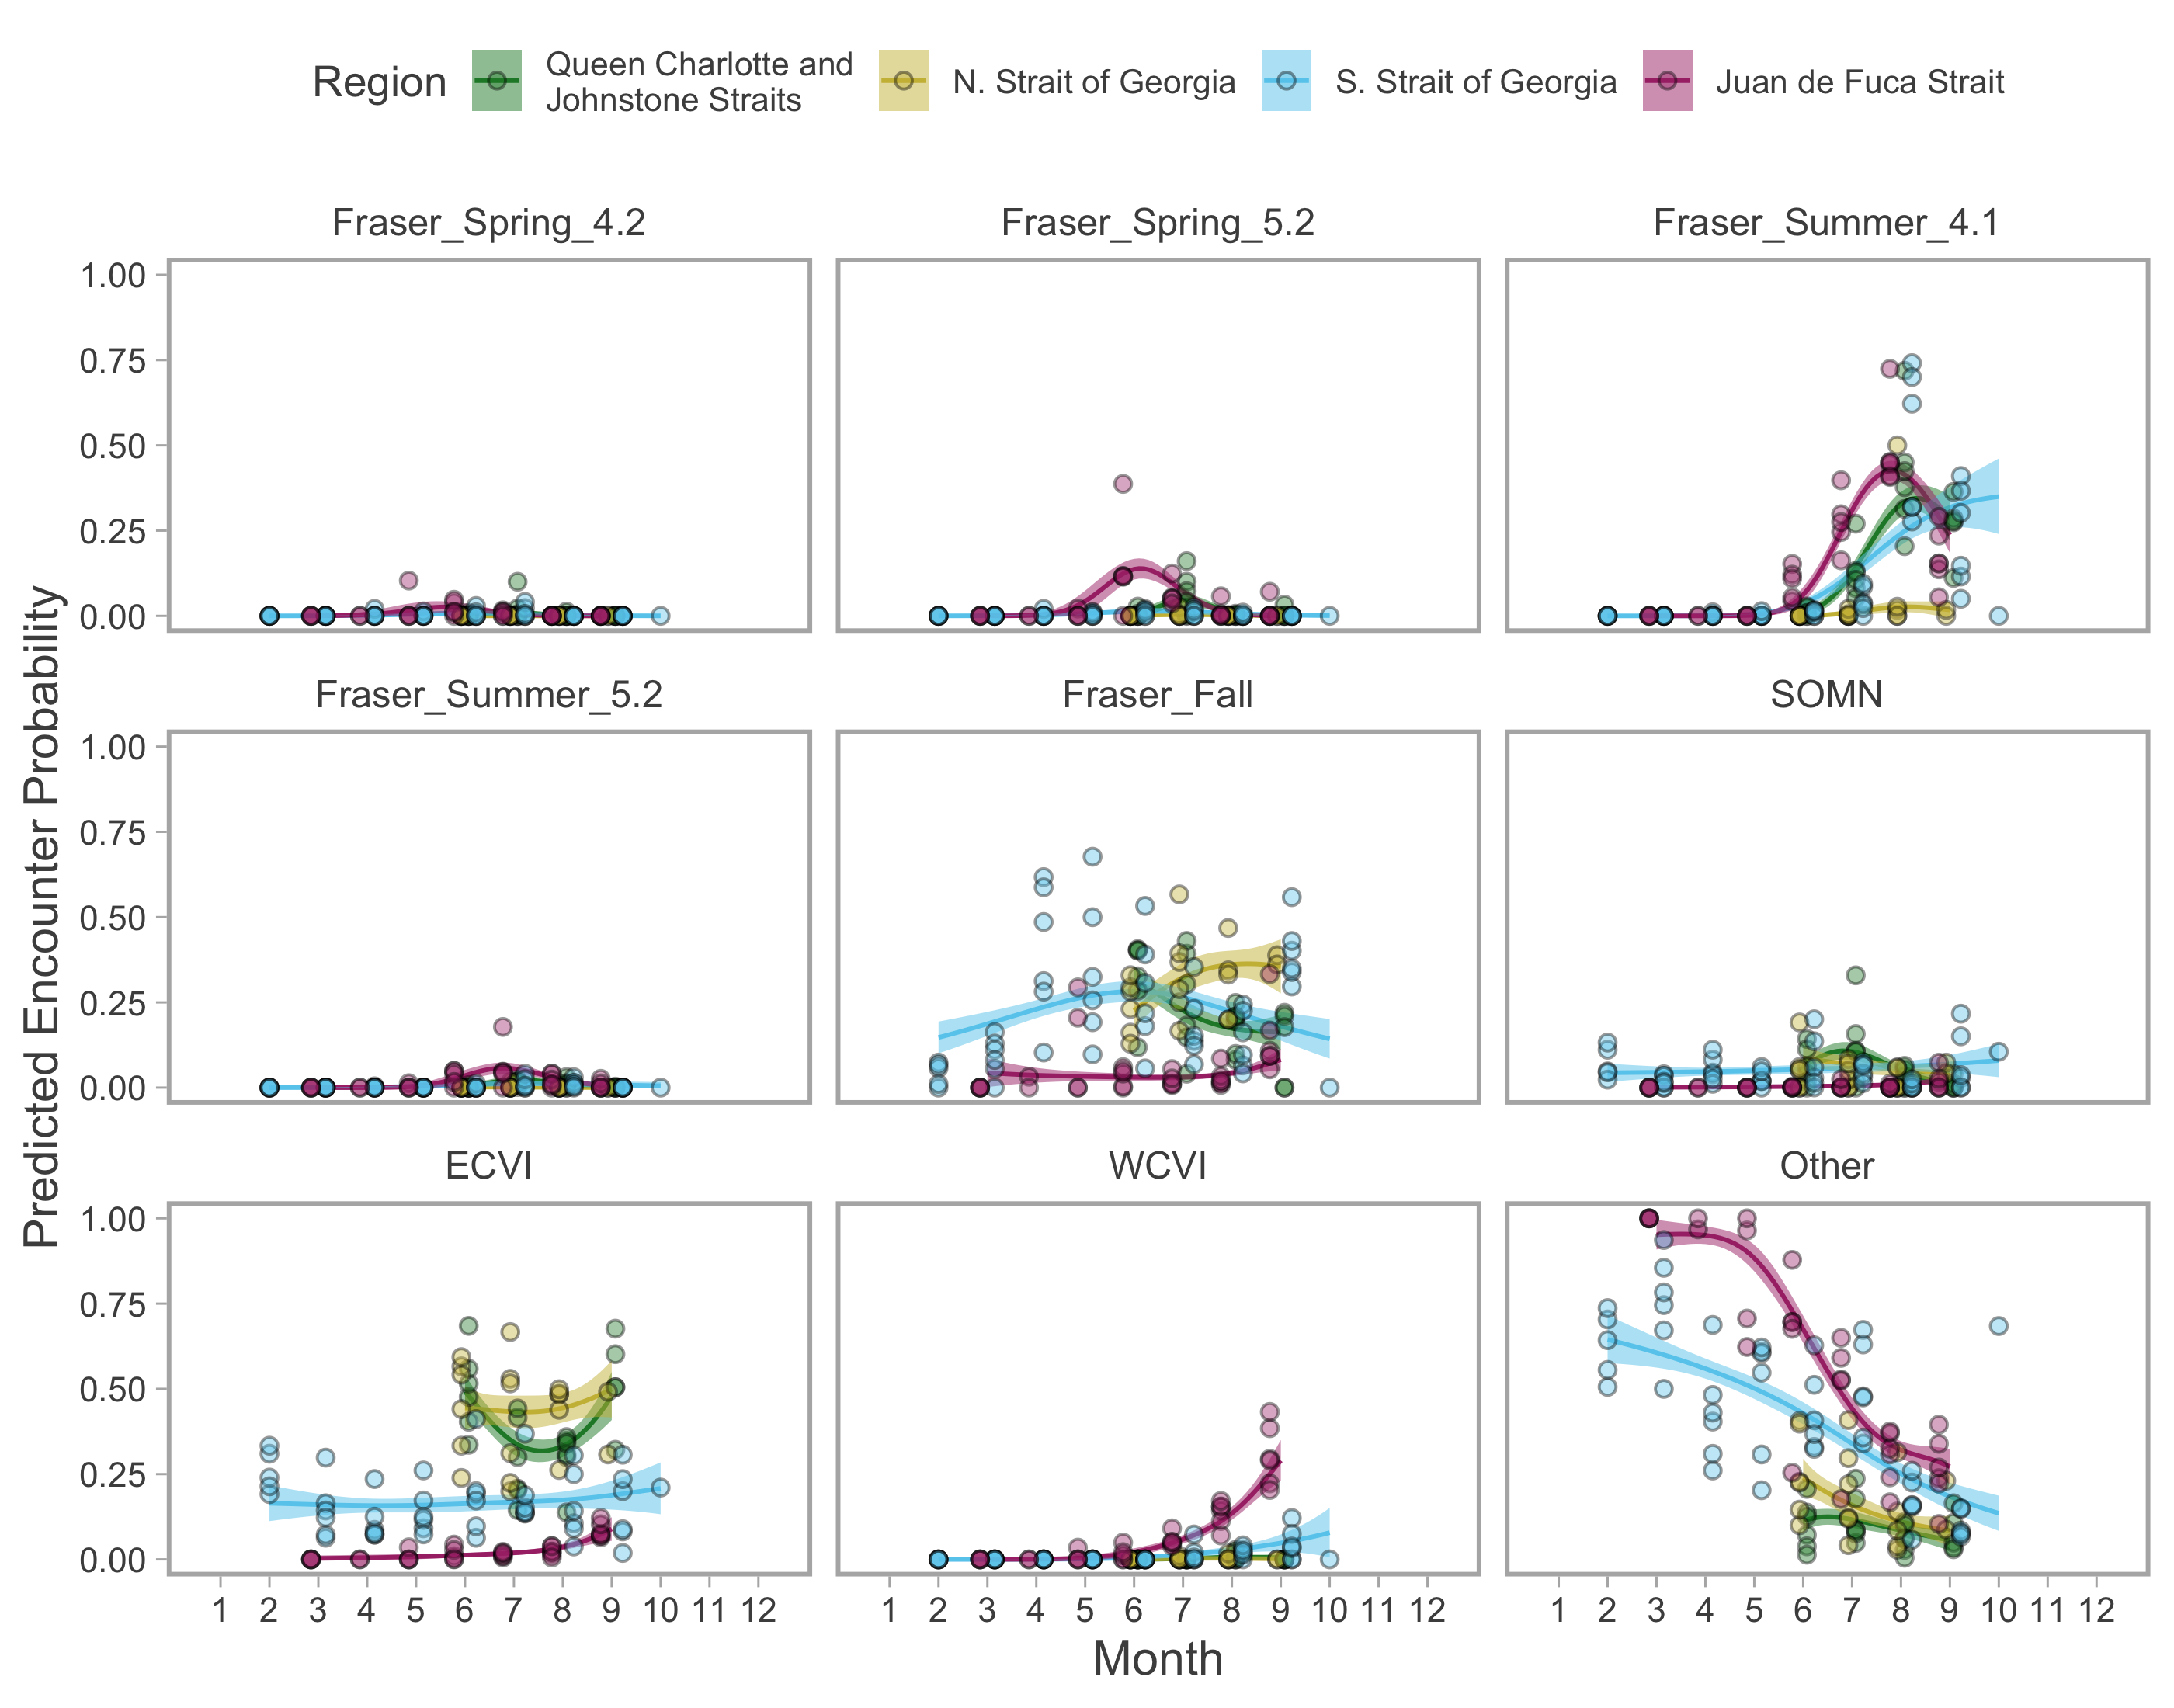 Region
Queen Charlotte and
Johnstone Straits
N. Strait of Georgia
S. Strait of Georgia
Juan de Fuca Strait
Fraser_Spring_4.2
Fraser_Spring_5.2
Fraser_Summer_4.1
1.00
0.75
0.50
0.25
0.00
Fraser_Summer_5.2
Fraser_Fall
SOMN
1.00
0.75
0.50
0.25
0.00
ECVI
WCVI
Other
1.00
0.75
0.50
0.25
0.00
1 2 3 4 5 6 7 8 9 10 11 12
1 2 3 4 5 6 7 8 9 10 11 12
1 2 3 4 5 6 7 8 9 10 11 12
Month
Predicted Encounter Probability